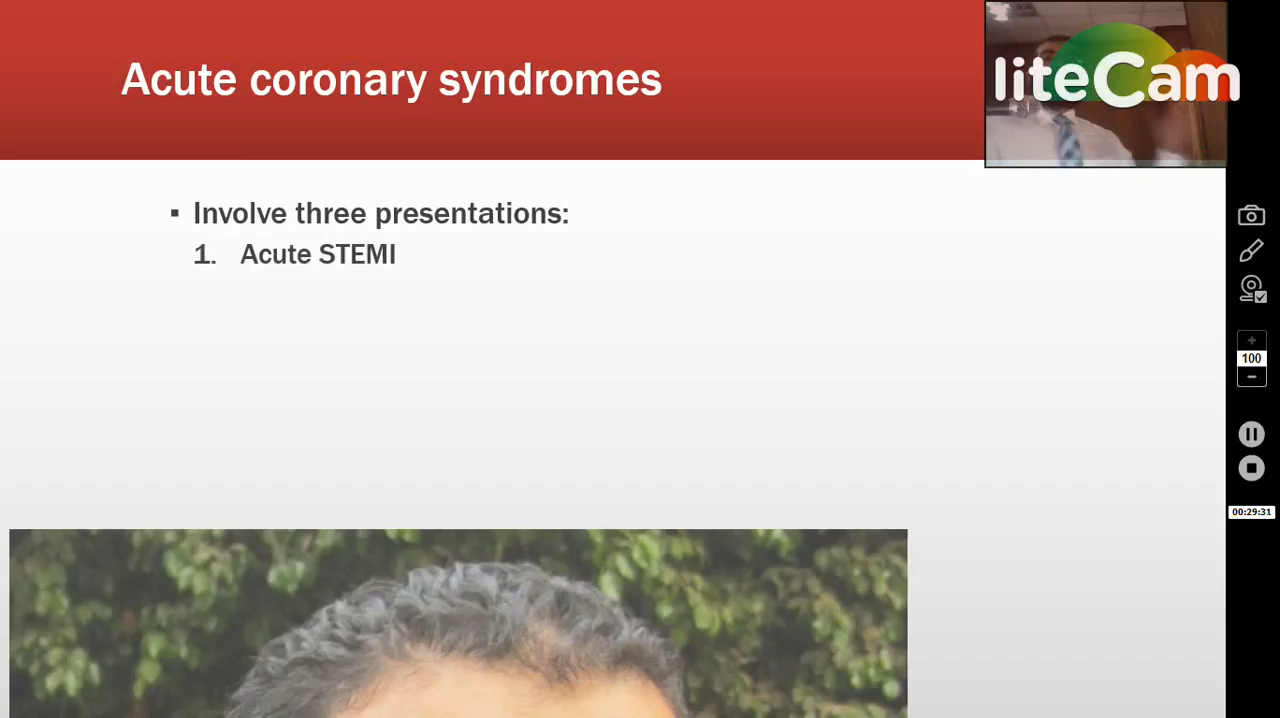 Acute coronary syndromes
liteCam
▪ Involve three presentations:
1. Acute STEMI
100
00:29:31